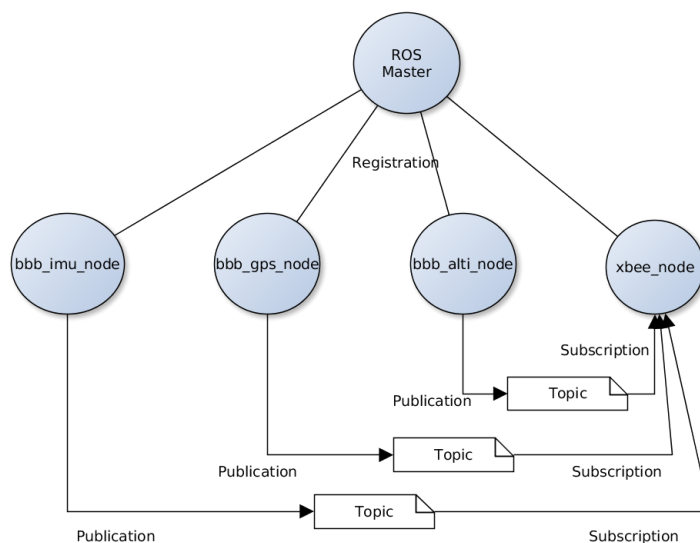 ROS
Master
Registration
bbb_imu_node
bbb_gps_node
bbb_alti_node
xbee_node
Subscription
Topic
Publication
Topic
Publication
Subscription
Topic
Publication
Subscription